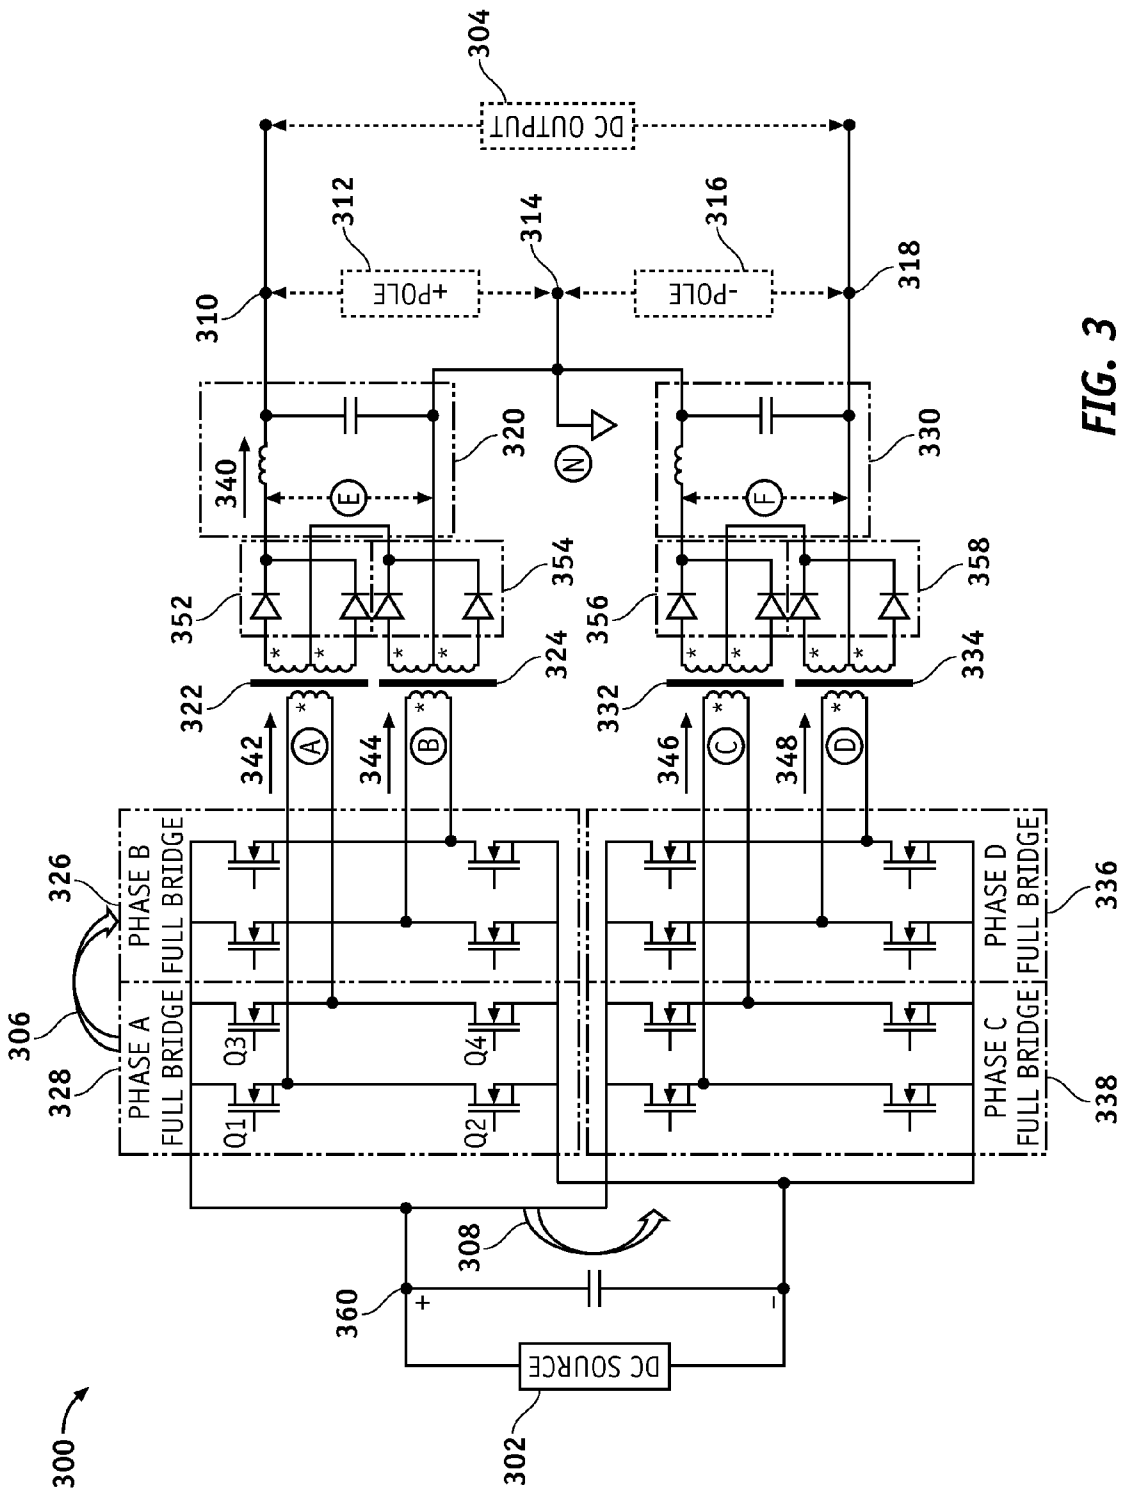 300
302
DC SOURCE
360
+
-
308
306
328
PHASE A
FULL BRIDGE
326
PHASE B
FULL BRIDGE
Q1
Q3
Q2
Q4
338
PHASE C
FULL BRIDGE
336
PHASE D
FULL BRIDGE
342
A
344
B
346
C
348
D
322
*
*
*
324
*
*
*
332
*
*
*
334
*
*
*
352
354
356
358
340
E
320
F
330
N
310
312
+POLE
314
316
-POLE
318
304
DC OUTPUT
FIG. 3